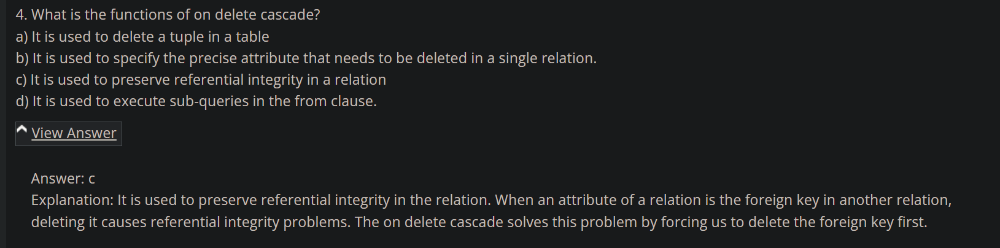 4. What is the functions of on delete cascade?
a) It is used to delete a tuple in a table
b) It is used to specify the precise attribute that needs to be deleted in a single relation.
c) It is used to preserve referential integrity in a relation
d) It is used to execute sub-queries in the from clause.
View Answer
Answer: c
Explanation: It is used to preserve referential integrity in the relation. When an attribute of a relation is the foreign key in another relation,
deleting it causes referential integrity problems. The on delete cascade solves this problem by forcing us to delete the foreign key first.